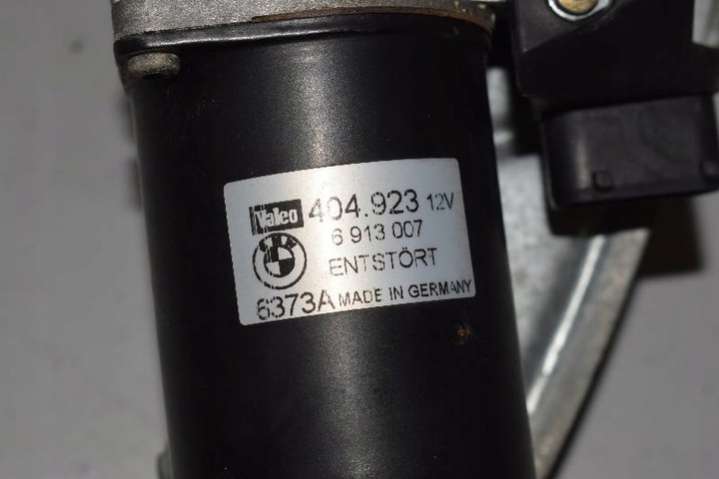 Valeo 404.923 12V
6 913 007
ENTSTÖRT
6373A MADE IN GERMANY